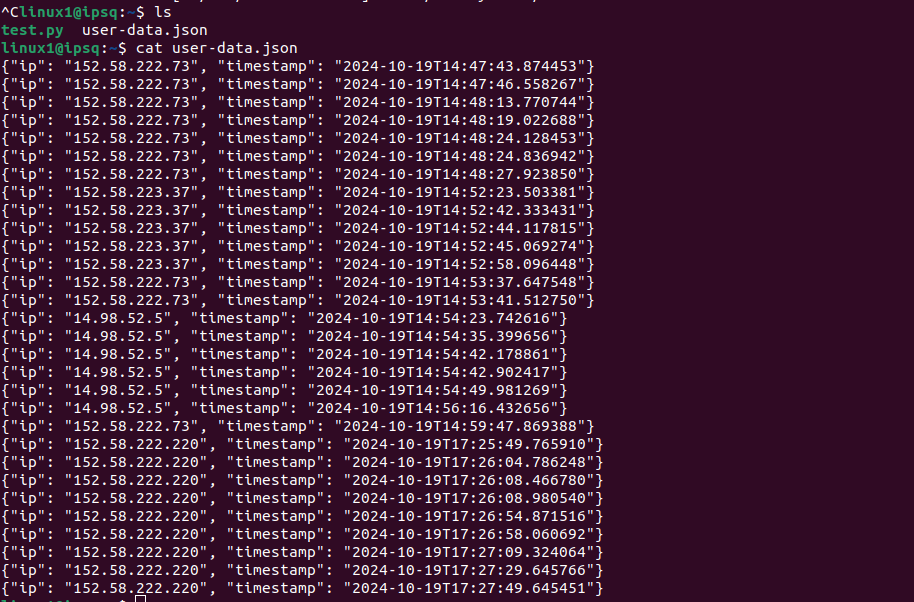 ^Clinux1@ipsq:~$ ls
test.py  user-data.json
linux1@ipsq:~$ cat user-data.json
{"ip": "152.58.222.73", "timestamp": "2024-10-19T14:47:43.874453"}
{"ip": "152.58.222.73", "timestamp": "2024-10-19T14:47:46.558267"}
{"ip": "152.58.222.73", "timestamp": "2024-10-19T14:48:13.770744"}
{"ip": "152.58.222.73", "timestamp": "2024-10-19T14:48:19.022688"}
{"ip": "152.58.222.73", "timestamp": "2024-10-19T14:48:24.128453"}
{"ip": "152.58.222.73", "timestamp": "2024-10-19T14:48:24.836942"}
{"ip": "152.58.222.73", "timestamp": "2024-10-19T14:48:27.923850"}
{"ip": "152.58.223.37", "timestamp": "2024-10-19T14:52:23.503381"}
{"ip": "152.58.223.37", "timestamp": "2024-10-19T14:52:42.333431"}
{"ip": "152.58.223.37", "timestamp": "2024-10-19T14:52:44.117815"}
{"ip": "152.58.223.37", "timestamp": "2024-10-19T14:52:45.069274"}
{"ip": "152.58.223.37", "timestamp": "2024-10-19T14:52:58.096448"}
{"ip": "152.58.222.73", "timestamp": "2024-10-19T14:53:37.647548"}
{"ip": "152.58.222.73", "timestamp": "2024-10-19T14:53:41.512750"}
{"ip": "14.98.52.5", "timestamp": "2024-10-19T14:54:23.742616"}
{"ip": "14.98.52.5", "timestamp": "2024-10-19T14:54:35.399656"}
{"ip": "14.98.52.5", "timestamp": "2024-10-19T14:54:42.178861"}
{"ip": "14.98.52.5", "timestamp": "2024-10-19T14:54:42.902417"}
{"ip": "14.98.52.5", "timestamp": "2024-10-19T14:54:49.981269"}
{"ip": "14.98.52.5", "timestamp": "2024-10-19T14:56:16.432656"}
{"ip": "152.58.222.73", "timestamp": "2024-10-19T14:59:47.869388"}
{"ip": "152.58.222.220", "timestamp": "2024-10-19T17:25:49.765910"}
{"ip": "152.58.222.220", "timestamp": "2024-10-19T17:26:04.786248"}
{"ip": "152.58.222.220", "timestamp": "2024-10-19T17:26:08.466780"}
{"ip": "152.58.222.220", "timestamp": "2024-10-19T17:26:08.980540"}
{"ip": "152.58.222.220", "timestamp": "2024-10-19T17:26:54.871516"}
{"ip": "152.58.222.220", "timestamp": "2024-10-19T17:26:58.060692"}
{"ip": "152.58.222.220", "timestamp": "2024-10-19T17:27:09.324064"}
{"ip": "152.58.222.220", "timestamp": "2024-10-19T17:27:29.645766"}
{"ip": "152.58.222.220", "timestamp": "2024-10-19T17:27:49.645451"}